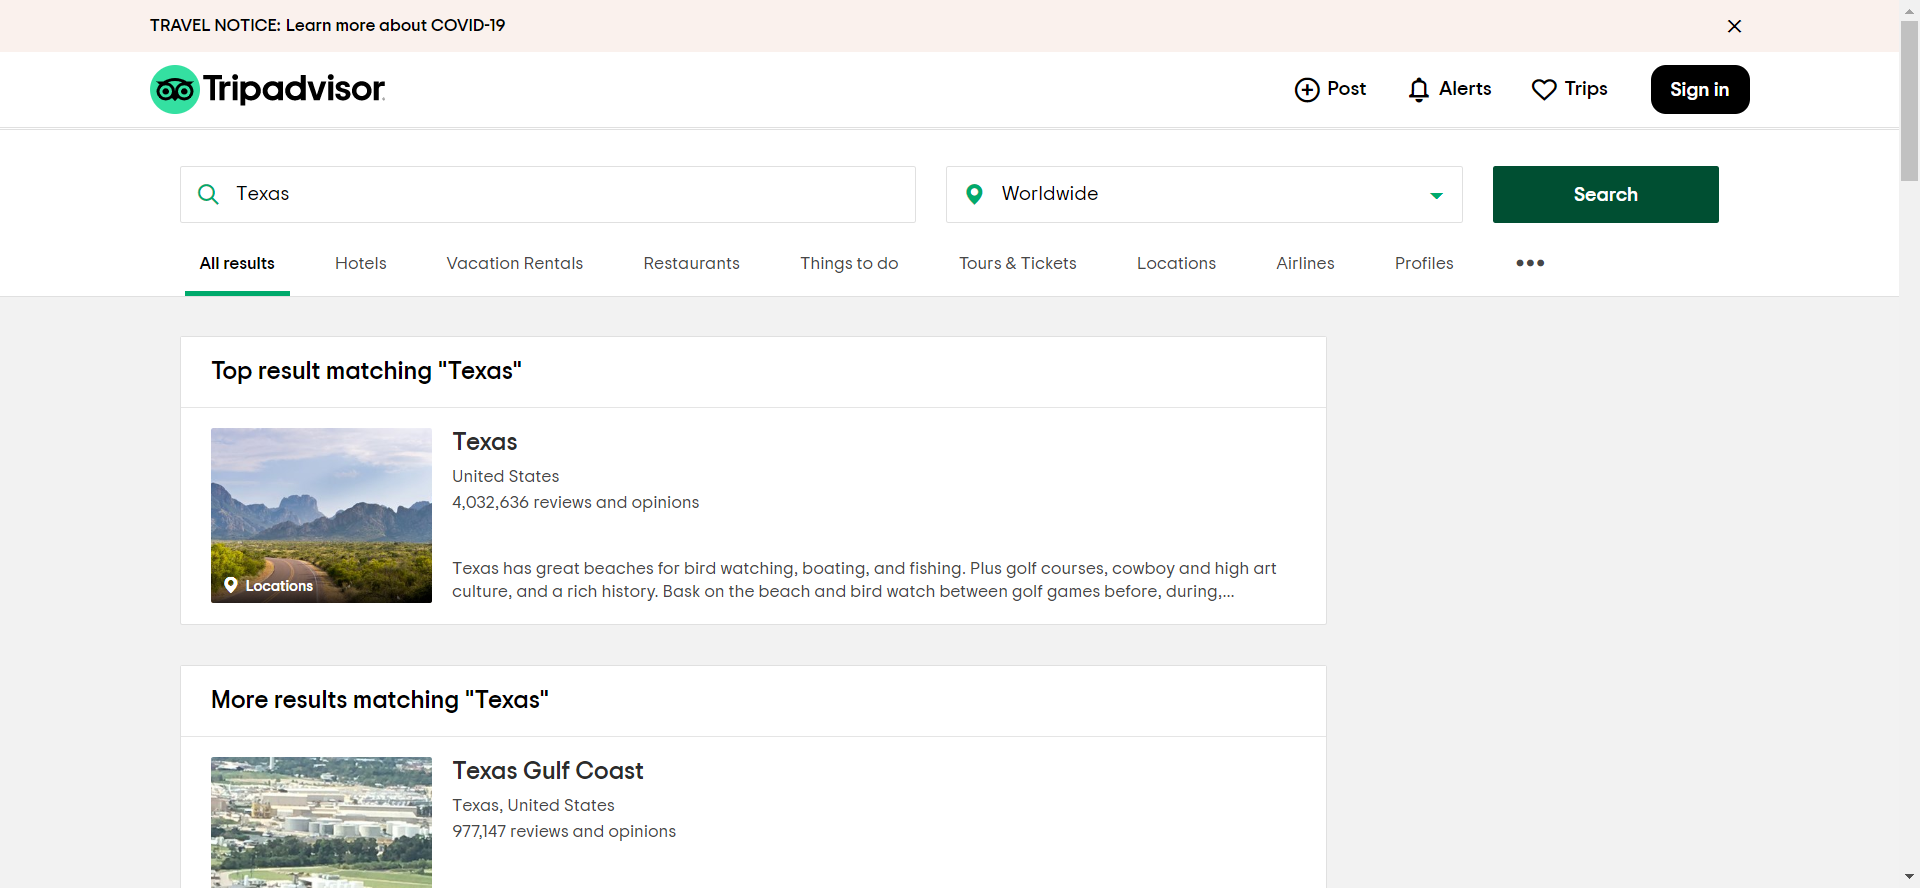 TRAVEL NOTICE: Learn more about COVID-19
Tripadvisor
Post
Alerts
Trips
Sign in
Texas
Worldwide
Search
All results
Hotels
Vacation Rentals
Restaurants
Things to do
Tours & Tickets
Locations
Airlines
Profiles
Top result matching "Texas"
Texas
United States
4,032,636 reviews and opinions
Texas has great beaches for bird watching, boating, and fishing. Plus golf courses, cowboy and high art
culture, and a rich history. Bask on the beach and bird watch between golf games before, during,...
Locations
More results matching "Texas"
Texas Gulf Coast
Texas, United States
977,147 reviews and opinions